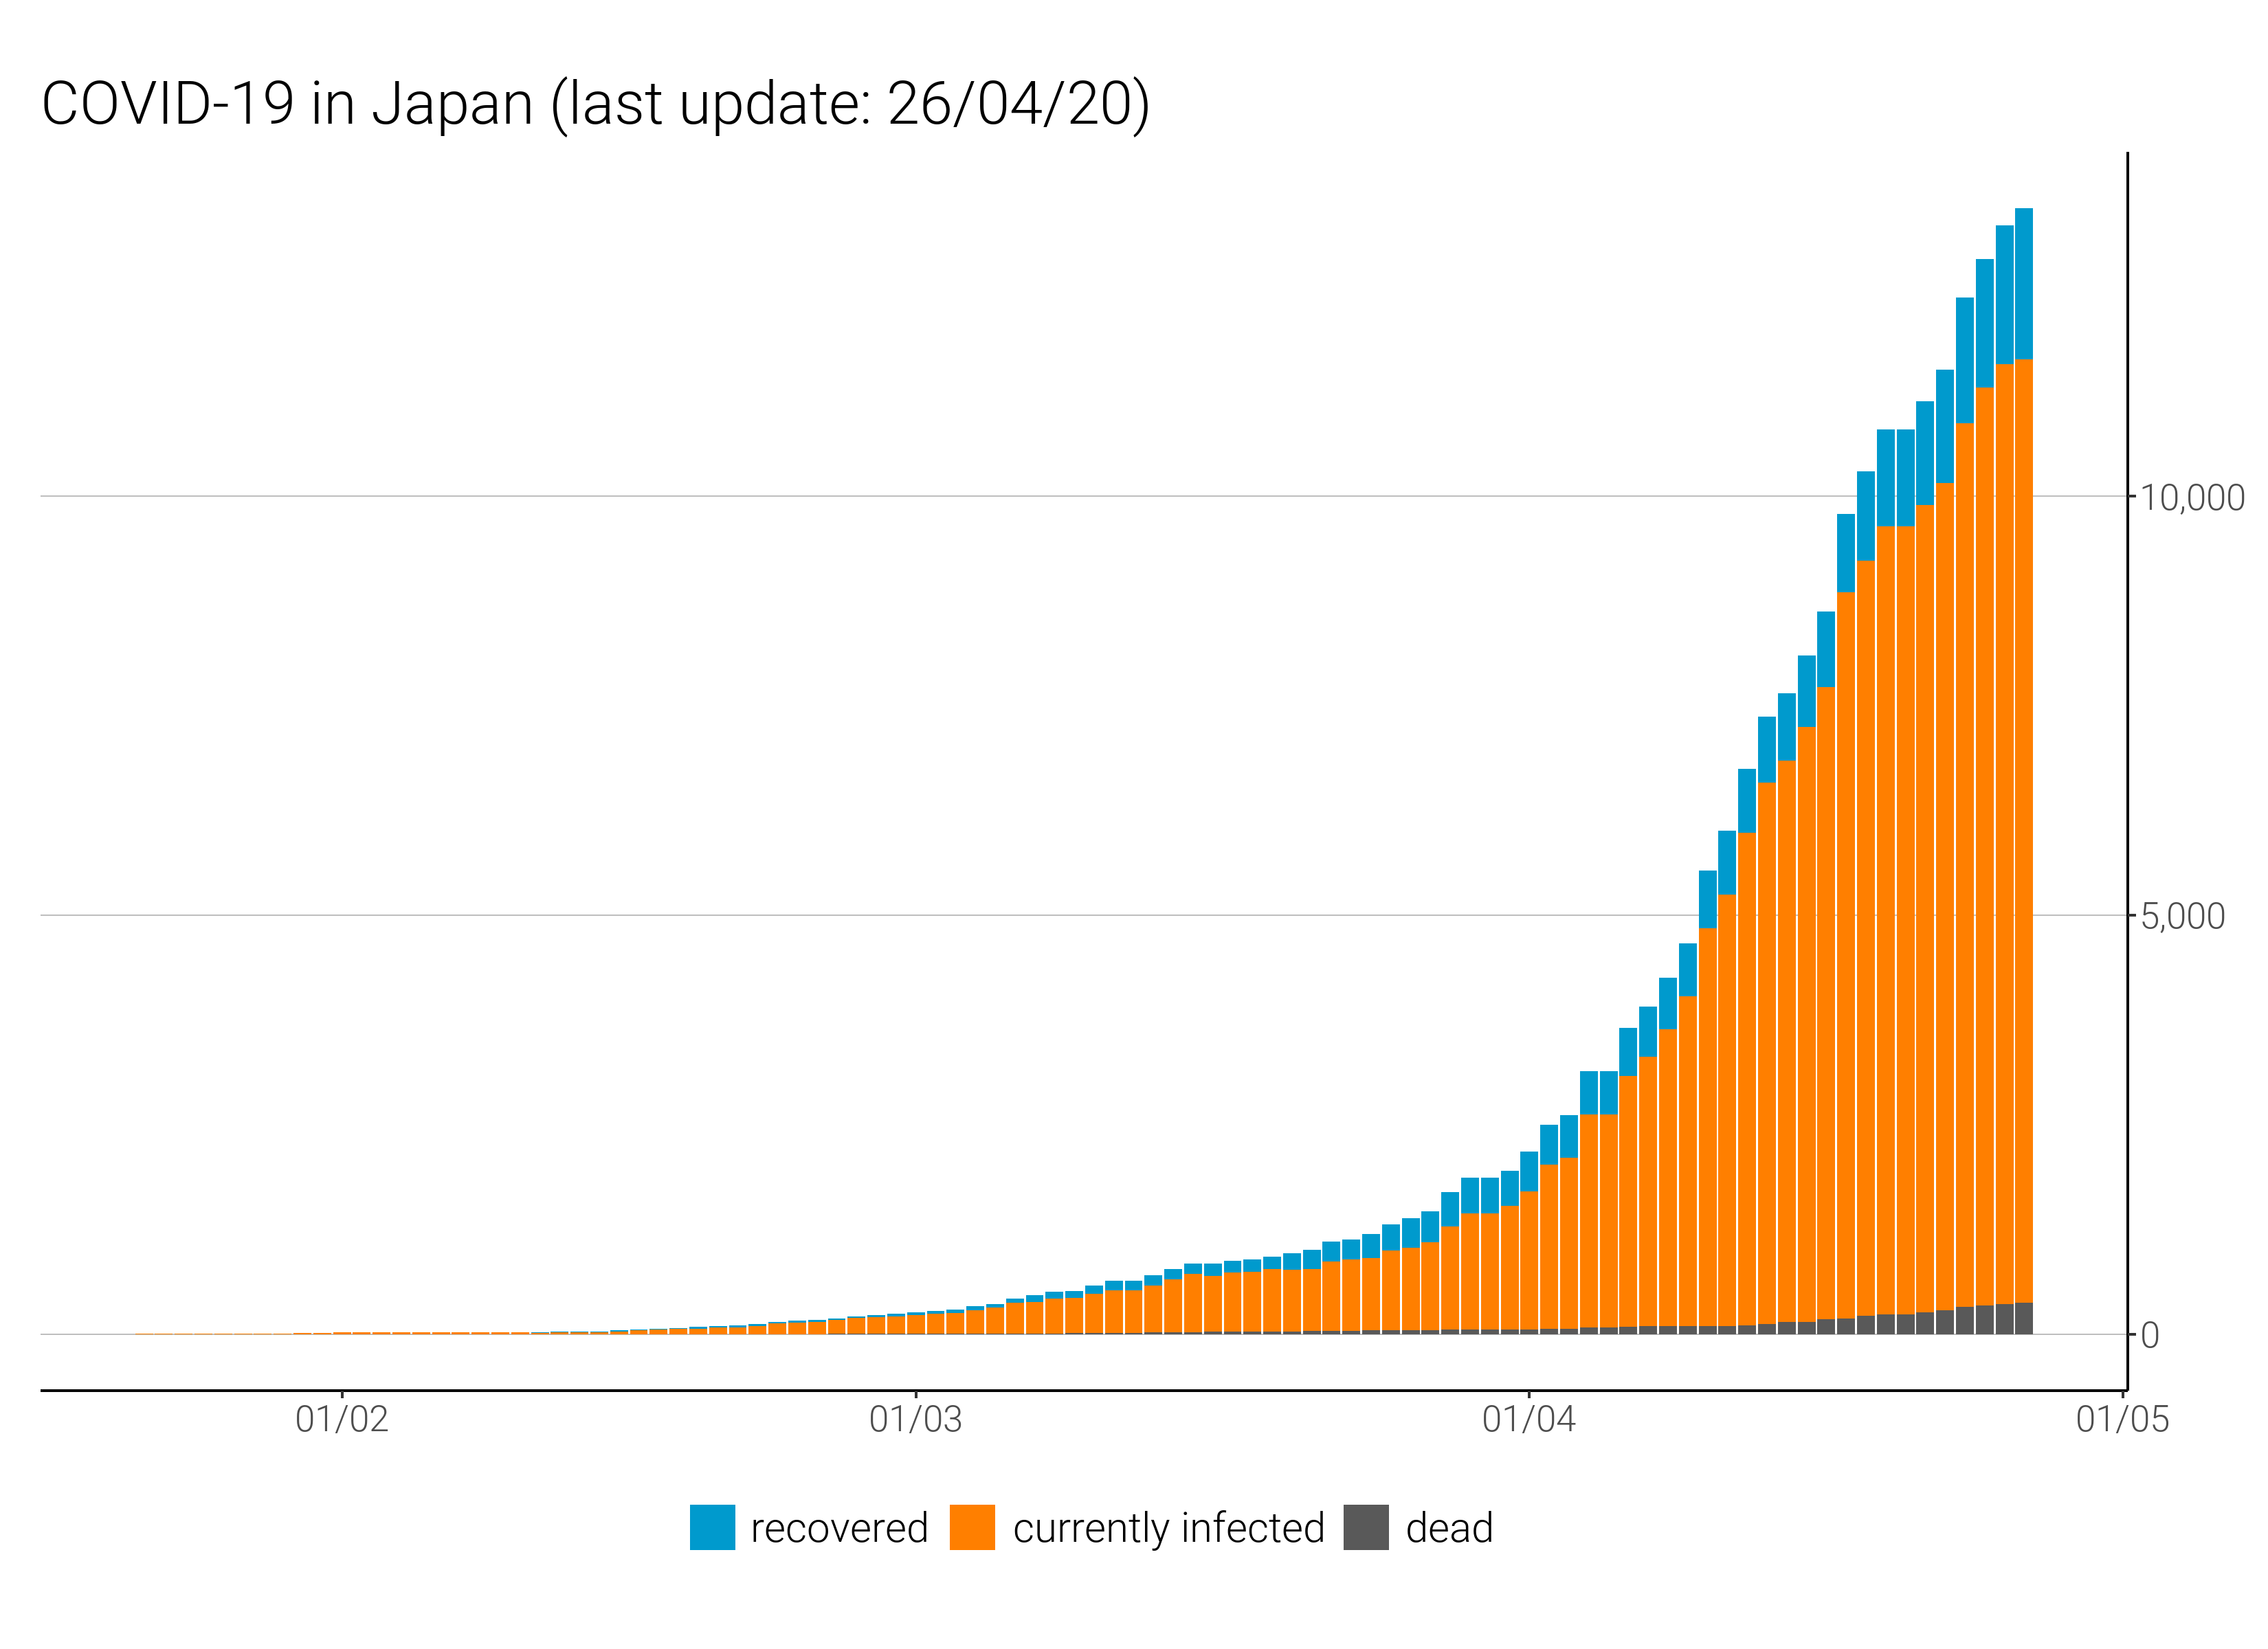 COVID-19 in Japan (last update: 26/04/20)
10,000
5,000
0
01/02 01/03 01/04 01/05
recovered currently infected dead